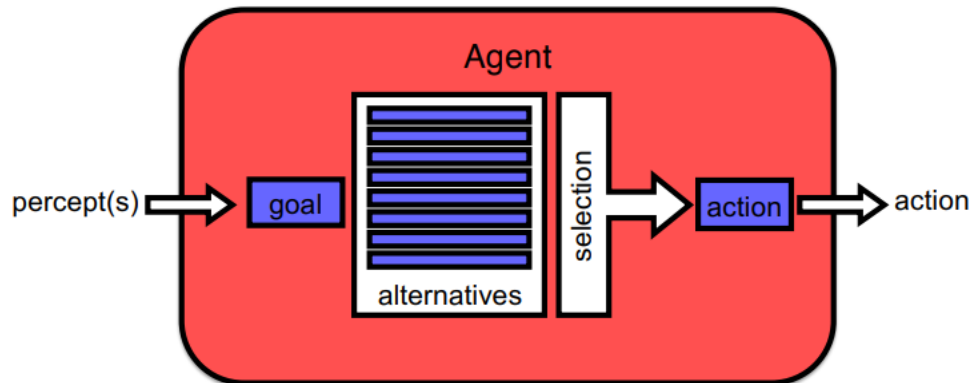 Agent
percept(s)
goal
alternatives
selection
action
action